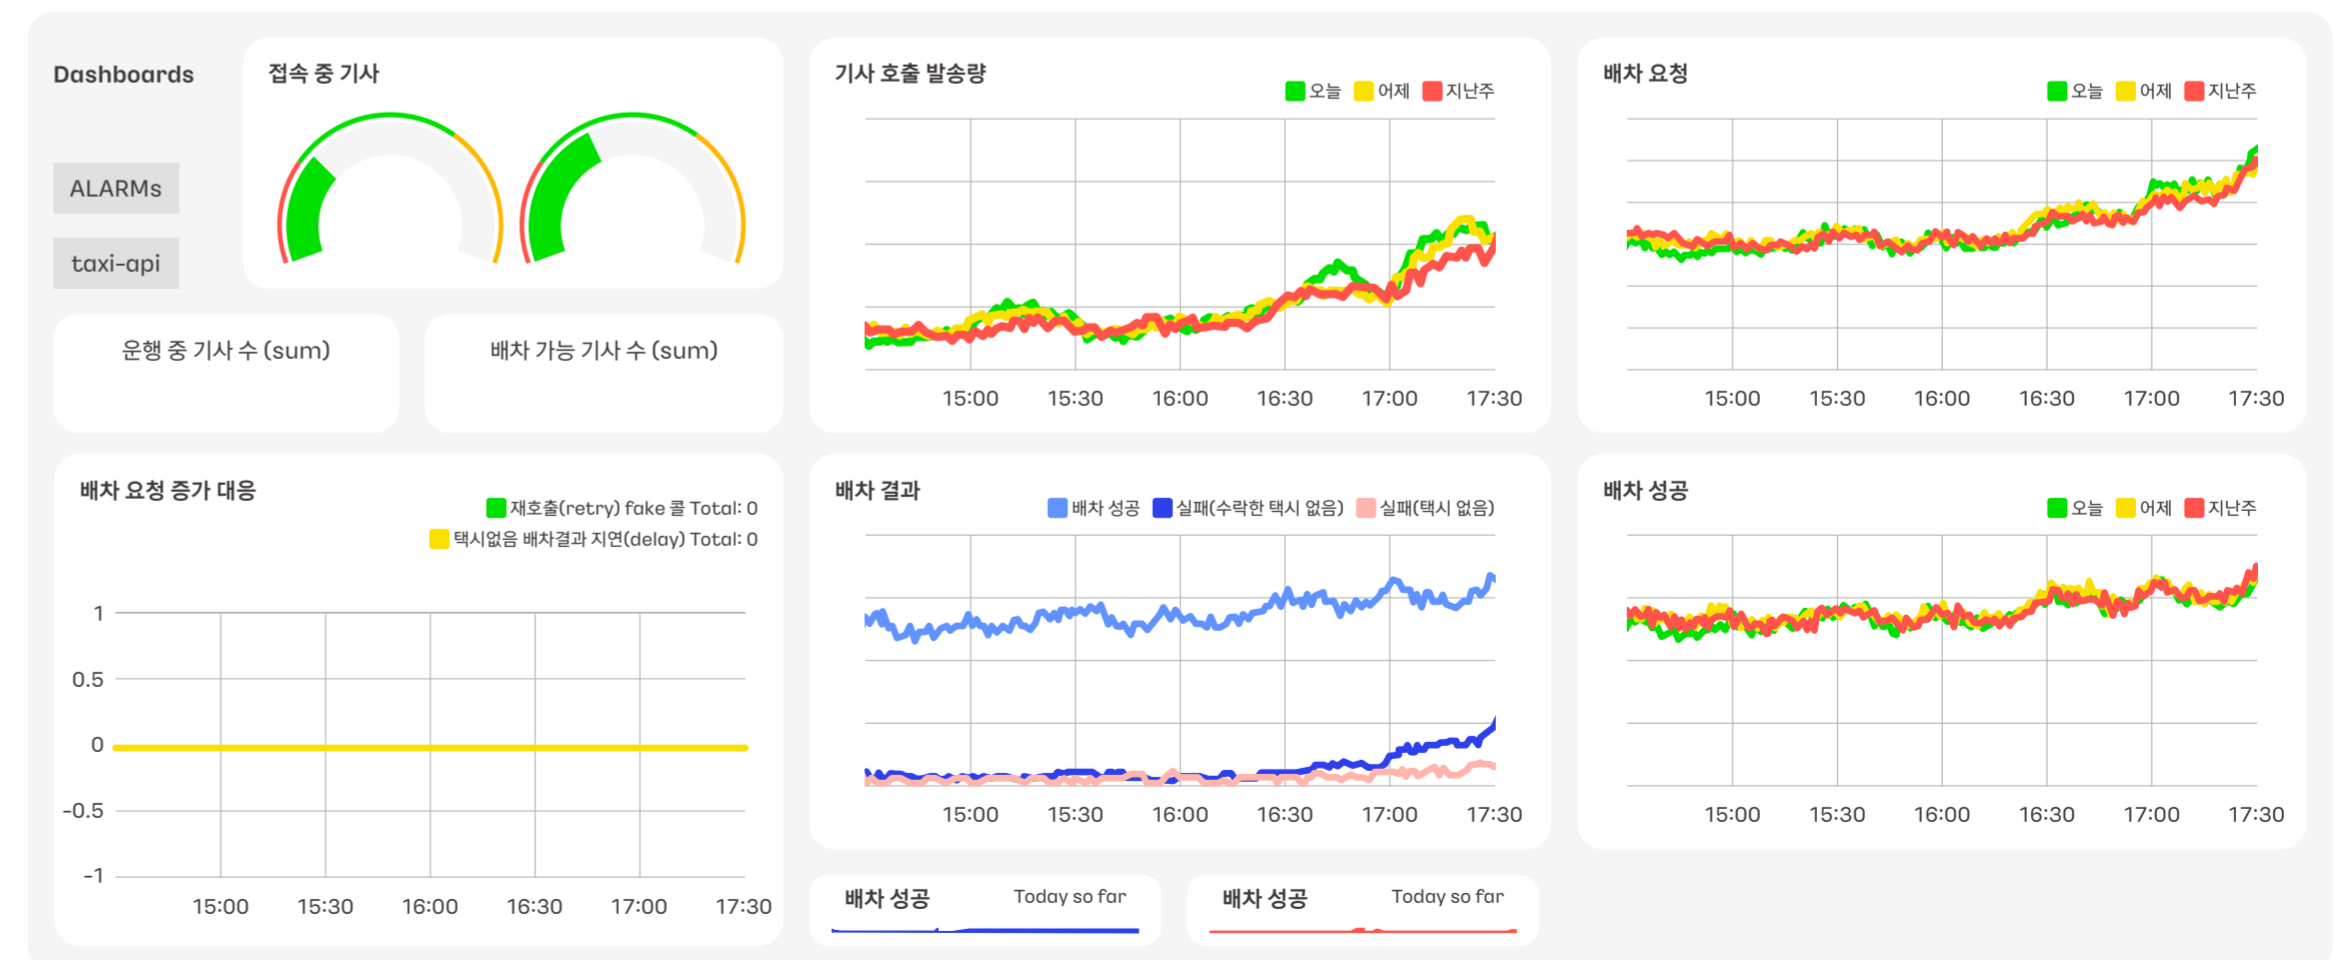 Dashboards
ALARMs
taxi-api
접속 중 기사
운행 중 기사 수 (sum)
배차 가능 기사 수 (sum)
기사 호출 발송량
오늘 어제 지난주
15:00 15:30 16:00 16:30 17:00 17:30
배차 요청
오늘 어제 지난주
15:00 15:30 16:00 16:30 17:00 17:30
배차 요청 증가 대응
재호출(retry) fake 콜 Total: 0
택시없음 배차결과 지연(delay) Total: 0
1
0.5
0
-0.5
-1
15:00 15:30 16:00 16:30 17:00 17:30
배차 결과
배차 성공 실패(수락한 택시 없음) 실패(택시 없음)
15:00 15:30 16:00 16:30 17:00 17:30
배차 성공
오늘 어제 지난주
15:00 15:30 16:00 16:30 17:00 17:30
배차 성공 Today so far
배차 성공 Today so far